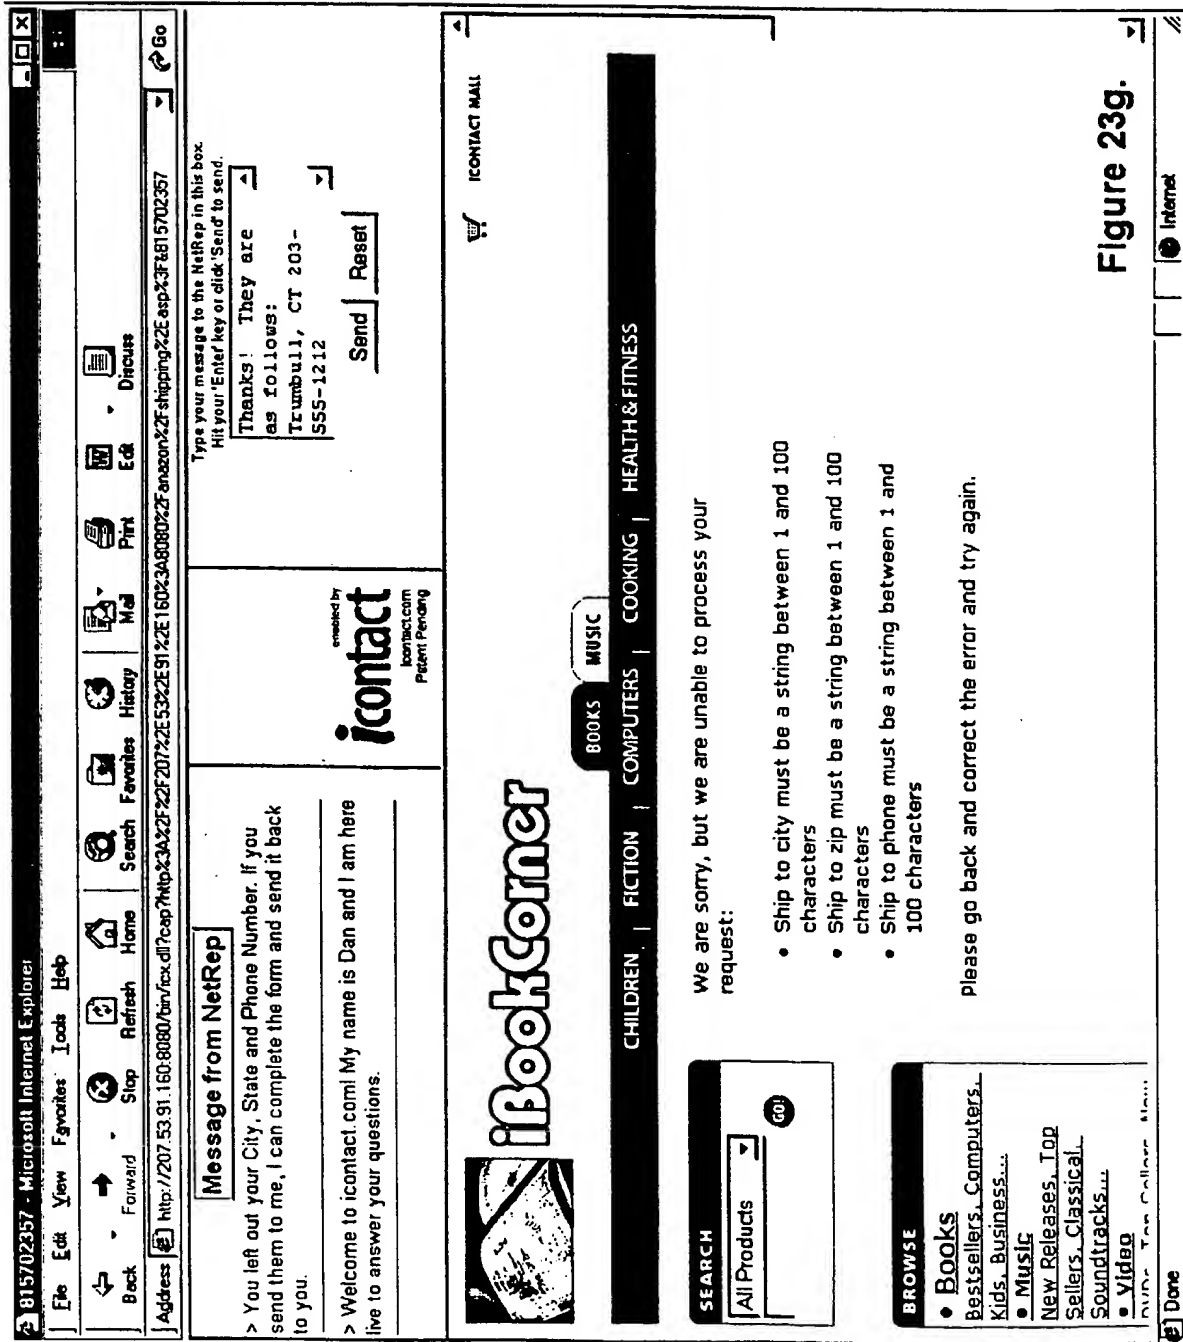 815702357 - Microsoft Internet Explorer
File Edit View Favorites Tools Help
Back Forward Stop Refresh Home Search Favorites History Mail Print Edit Discuss
Address http://207.53.91.160:8080/bin/icx.dll?cap?http%3A%2F%2F207%2E53%2E91%2E160%3A8080%2Fanazon%2Fshipping%2Easp%3F&815702357 Go
Message from NetRep
> You left out your City, State and Phone Number. If you
send them to me, I can complete the form and send it back
to you.
> Welcome to icontact.com! My name is Dan and I am here
live to answer your questions.
enabled by
icontact
icontact.com
Patent Pending
Type your message to the NetRep in this box.
Hit your 'Enter' key or click 'Send' to send.
Thanks! They are
as follows:
Trumbull, CT 203-
555-1212
Send Reset
iBookCorner
ICONTACT MALL
BOOKS MUSIC
CHILDREN | FICTION | COMPUTERS | COOKING | HEALTH & FITNESS
SEARCH
All Products
GO!
BROWSE
• Books
Bestsellers, Computers,
Kids, Business...
• Music
New Releases, Top
Sellers, Classical,
Soundtracks...
• Video
We are sorry, but we are unable to process your
request:
• Ship to city must be a string between 1 and 100
characters
• Ship to zip must be a string between 1 and 100
characters
• Ship to phone must be a string between 1 and
100 characters
Please go back and correct the error and try again.
Figure 23g.
Done
Internet